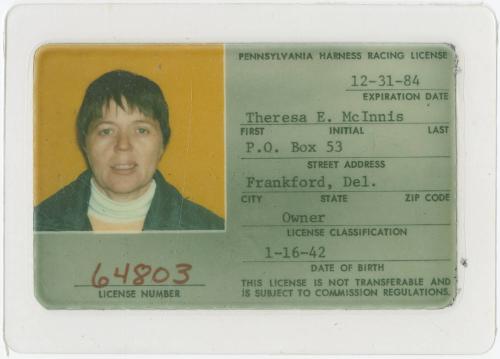 PENNSYLVANIA HARNESS RACING LICENSE
12-31-84
EXPIRATION DATE
Theresa E. McInnis
FIRST INITIAL LAST
P.O. Box 53
STREET ADDRESS
Frankford, Del.
CITY STATE ZIP CODE
Owner
LICENSE CLASSIFICATION
1-16-42
DATE OF BIRTH
THIS LICENSE IS NOT TRANSFERABLE AND
IS SUBJECT TO COMMISSION REGULATIONS.
64803
LICENSE NUMBER